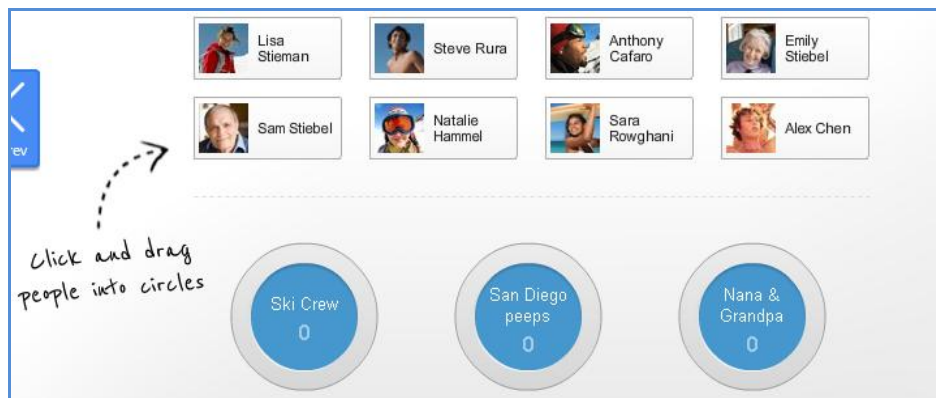 Lisa
Stieman
Steve Rura
Anthony
Cafaro
Emily
Stiebel
Sam Stiebel
Natalie
Hammel
Sara
Rowghani
Alex Chen
rev
Click and drag
people into circles
Ski Crew
0
San Diego
peeps
0
Nana &
Grandpa
0